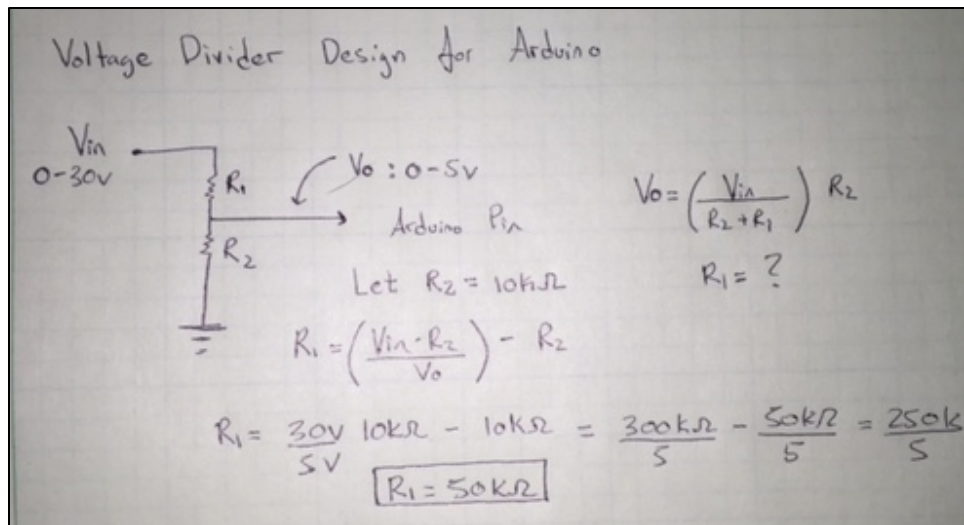 Voltage Divider Design for Arduino
Vin
0-30V
R1
Vo : 0-5V
Arduino Pin
R2
Vo = (Vin / (R2 + R1)) R2
R1 = ?
Let R2 = 10kΩ
R1 = (Vin · R2 / Vo) - R2
R1 = 30V/5V 10kΩ - 10kΩ = 300kΩ/5 - 50kΩ/5 = 250k/5
R1 = 50kΩ